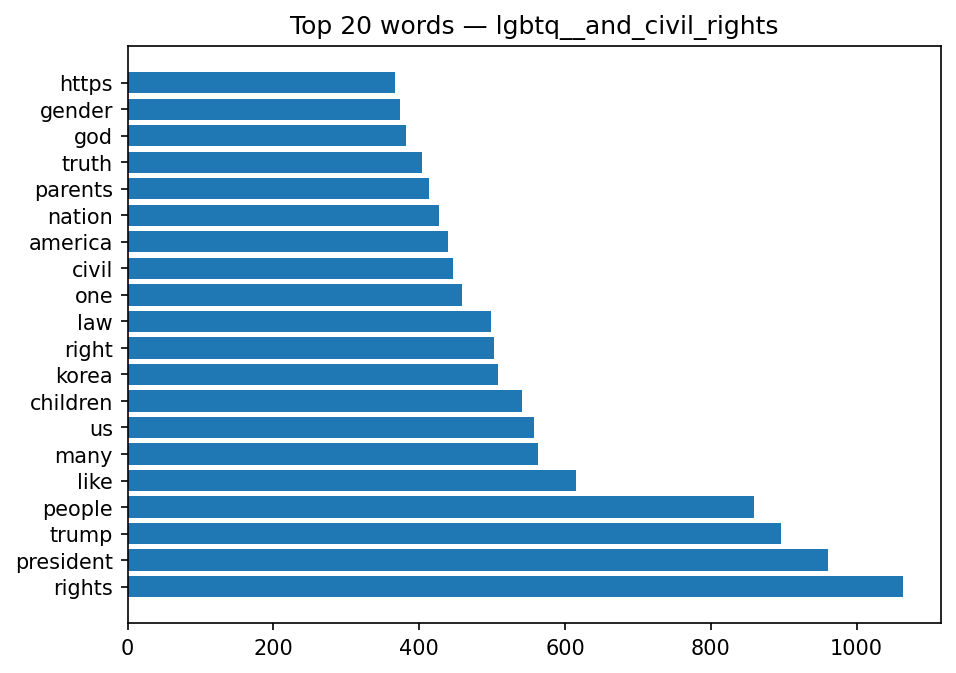 Top 20 words — lgbtq__and_civil_rights
https
gender
god
truth
parents
nation
america
civil
one
law
right
korea
children
us
many
like
people
trump
president
rights
0 200 400 600 800 1000